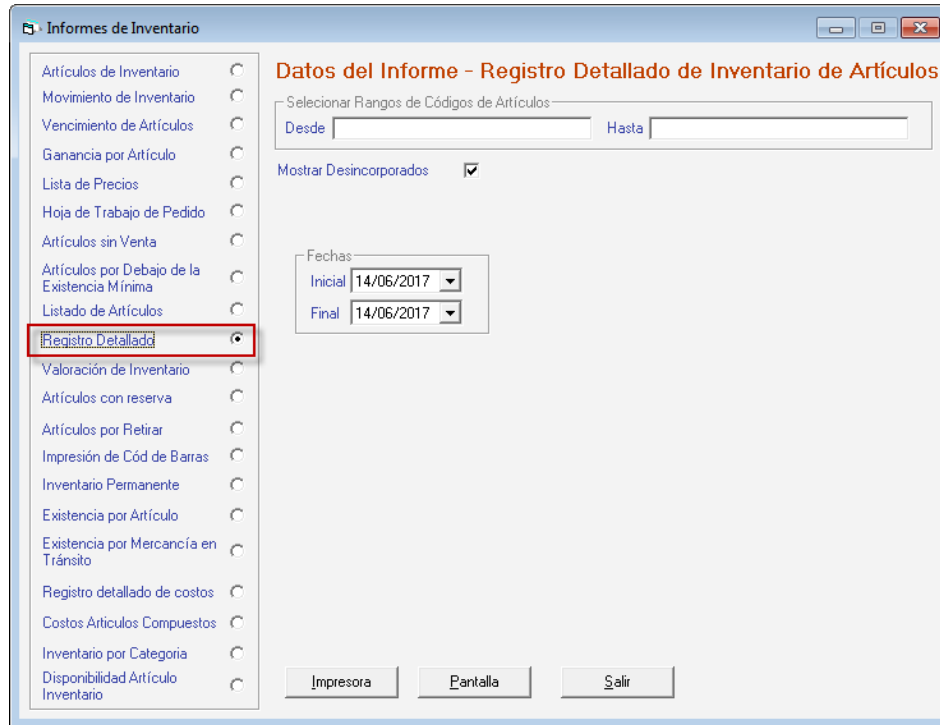 Informes de Inventario
Artículos de Inventario
Movimiento de Inventario
Vencimiento de Artículos
Ganancia por Artículo
Lista de Precios
Hoja de Trabajo de Pedido
Artículos sin Venta
Artículos por Debajo de la
Existencia Mínima
Listado de Artículos
Registro Detallado
Valoración de Inventario
Artículos con reserva
Artículos por Retirar
Impresión de Cód de Barras
Inventario Permanente
Existencia por Artículo
Existencia por Mercancía en
Tránsito
Registro detallado de costos
Costos Articulos Compuestos
Inventario por Categoria
Disponibilidad Artículo
Inventario
Datos del Informe - Registro Detallado de Inventario de Artículos
Selecionar Rangos de Códigos de Artículos
Desde Hasta
Mostrar Desincorporados
Fechas
Inicial 14/06/2017
Final 14/06/2017
Impresora Pantalla Salir